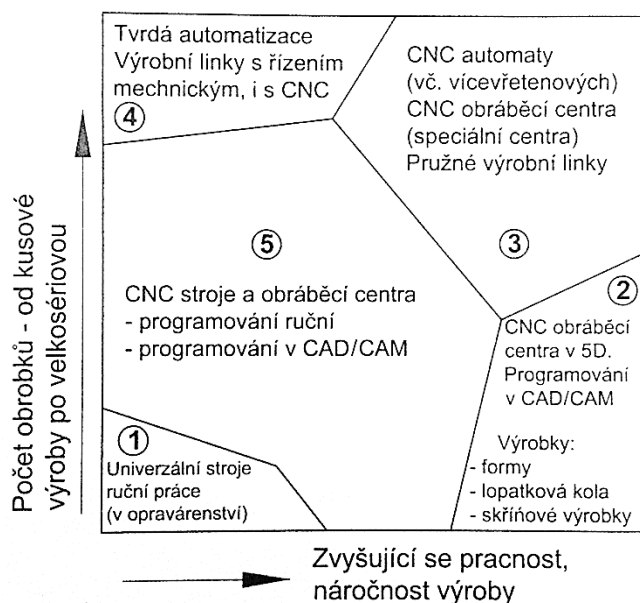 Tvrdá automatizace
Výrobní linky s řízením
mechnickým, i s CNC
4
CNC automaty
(vč. vícevřetenových)
CNC obráběcí centra
(speciální centra)
Pružné výrobní linky
3
5
CNC stroje a obráběcí centra
- programování ruční
- programování v CAD/CAM
2
CNC obráběcí
centra v 5D.
Programování
v CAD/CAM
Výrobky:
- formy
- lopatková kola
- skříňové výrobky
1
Univerzální stroje
ruční práce
(v opravárenství)
Počet obrobků - od kusové
výroby po velkosériovou
Zvyšující se pracnost,
náročnost výroby